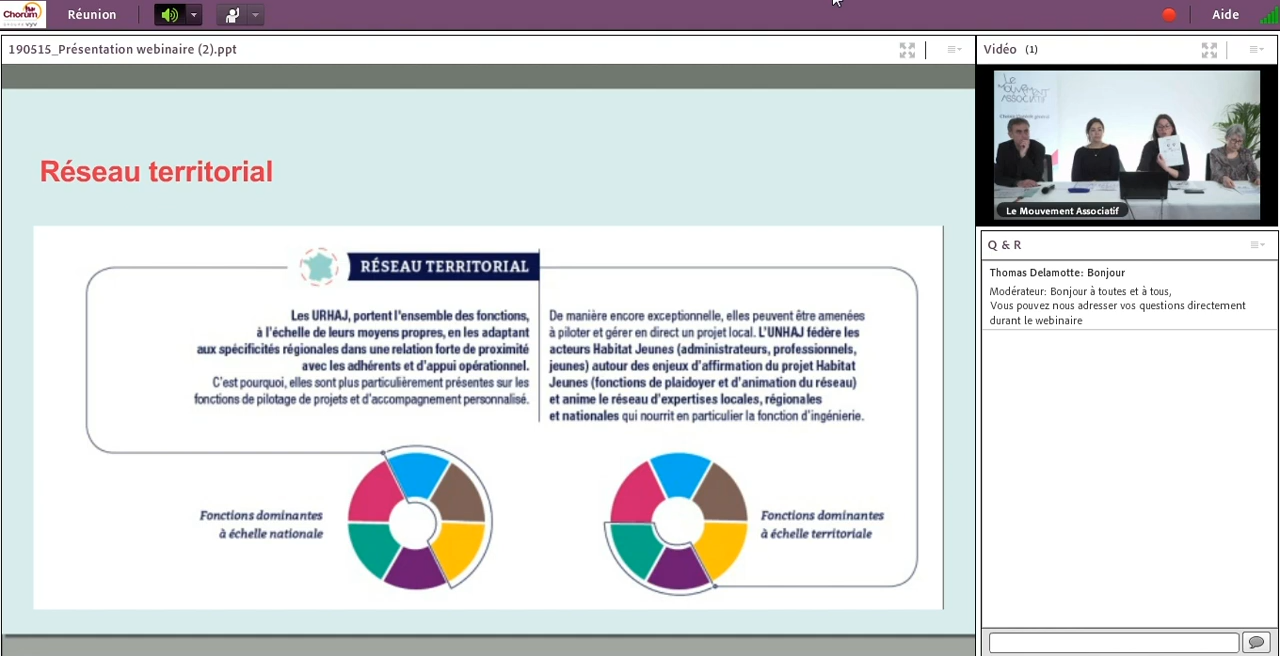 Chorum
GROUPE vyv
Réunion
Aide
190515_Présentation webinaire (2).ppt
Vidéo (1)
Réseau territorial
RÉSEAU TERRITORIAL
Les URHAJ, portent l'ensemble des fonctions,
à l'échelle de leurs moyens propres, en les adaptant
aux spécificités régionales dans une relation forte de proximité
avec les adhérents et d'appui opérationnel.
C'est pourquoi, elles sont plus particulièrement présentes sur les
fonctions de pilotage de projets et d'accompagnement personnalisé.
De manière encore exceptionnelle, elles peuvent être amenées
à piloter et gérer en direct un projet local. L'UNHAJ fédère les
acteurs Habitat Jeunes (administrateurs, professionnels,
jeunes) autour des enjeux d'affirmation du projet Habitat
Jeunes (fonctions de plaidoyer et d'animation du réseau)
et anime le réseau d'expertises locales, régionales
et nationales qui nourrit en particulier la fonction d'ingénierie.
Fonctions dominantes
à échelle nationale
Fonctions dominantes
à échelle territoriale
Le
MOUVEMENT
ASSOCIATIF
Le Mouvement Associatif
Q & R
Thomas Delamotte: Bonjour
Modérateur: Bonjour à toutes et à tous,
Vous pouvez nous adresser vos questions directement
durant le webinaire